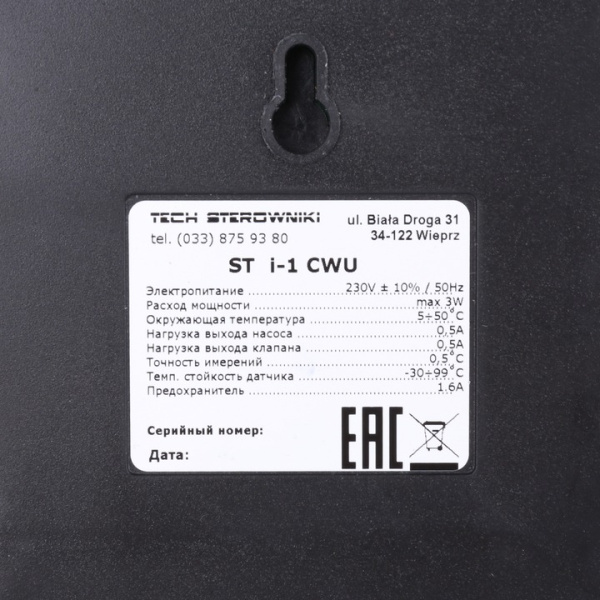 TECH STEROWNIKI
ul. Biała Droga 31
tel. (033) 875 93 80
34-122 Wieprz
ST i-1 CWU
Электропитание 230V ± 10% / 50Hz
Расход мощности max 3W
Окружающая температура 5÷50°C
Нагрузка выхода насоса 0,5A
Нагрузка выхода клапана 0,5A
Точность имерений 0,5°C
Темп. стойкость датчика -30÷99°C
Предохранитель 1.6A
Серийный номер:
Дата:
EAC